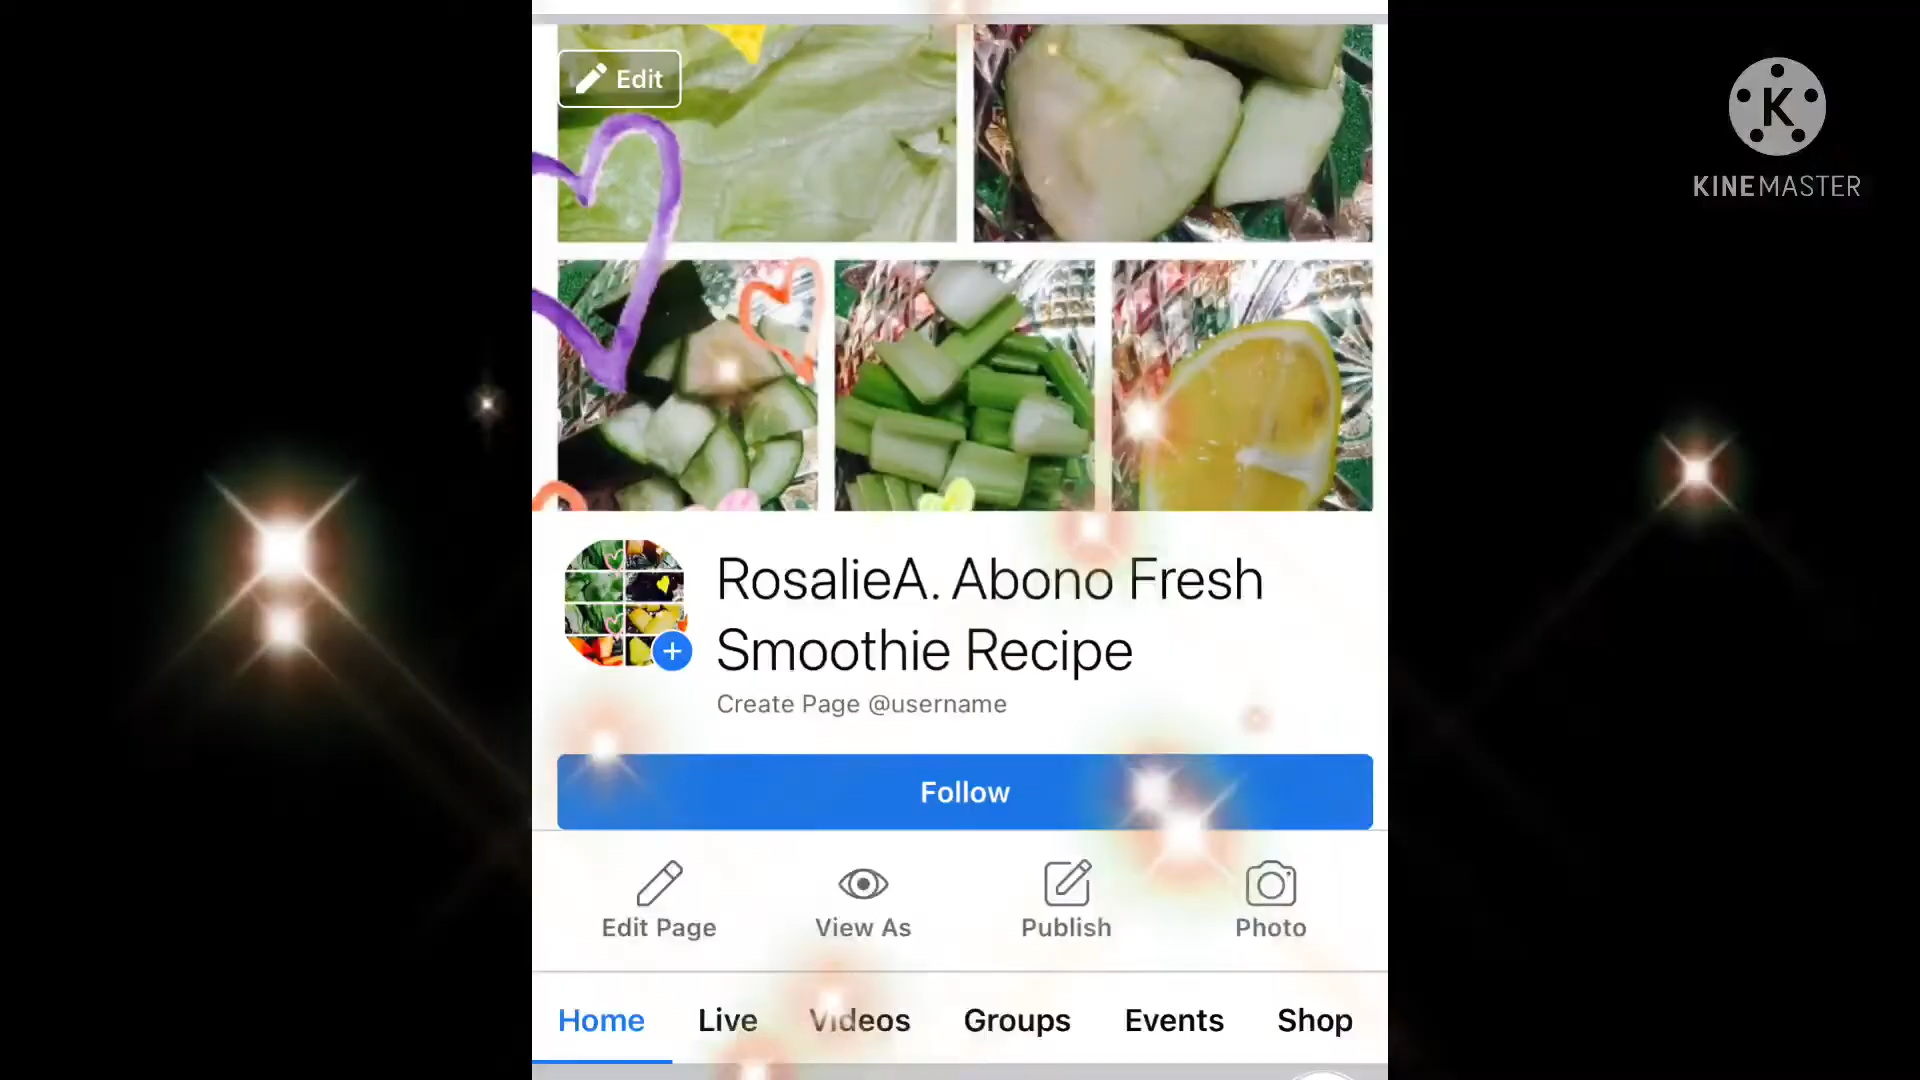 Edit
K
KINEMASTER
RosalieA. Abono Fresh
Smoothie Recipe
Create Page @username
Follow
Edit Page
View As
Publish
Photo
Home
Live
Videos
Groups
Events
Shop